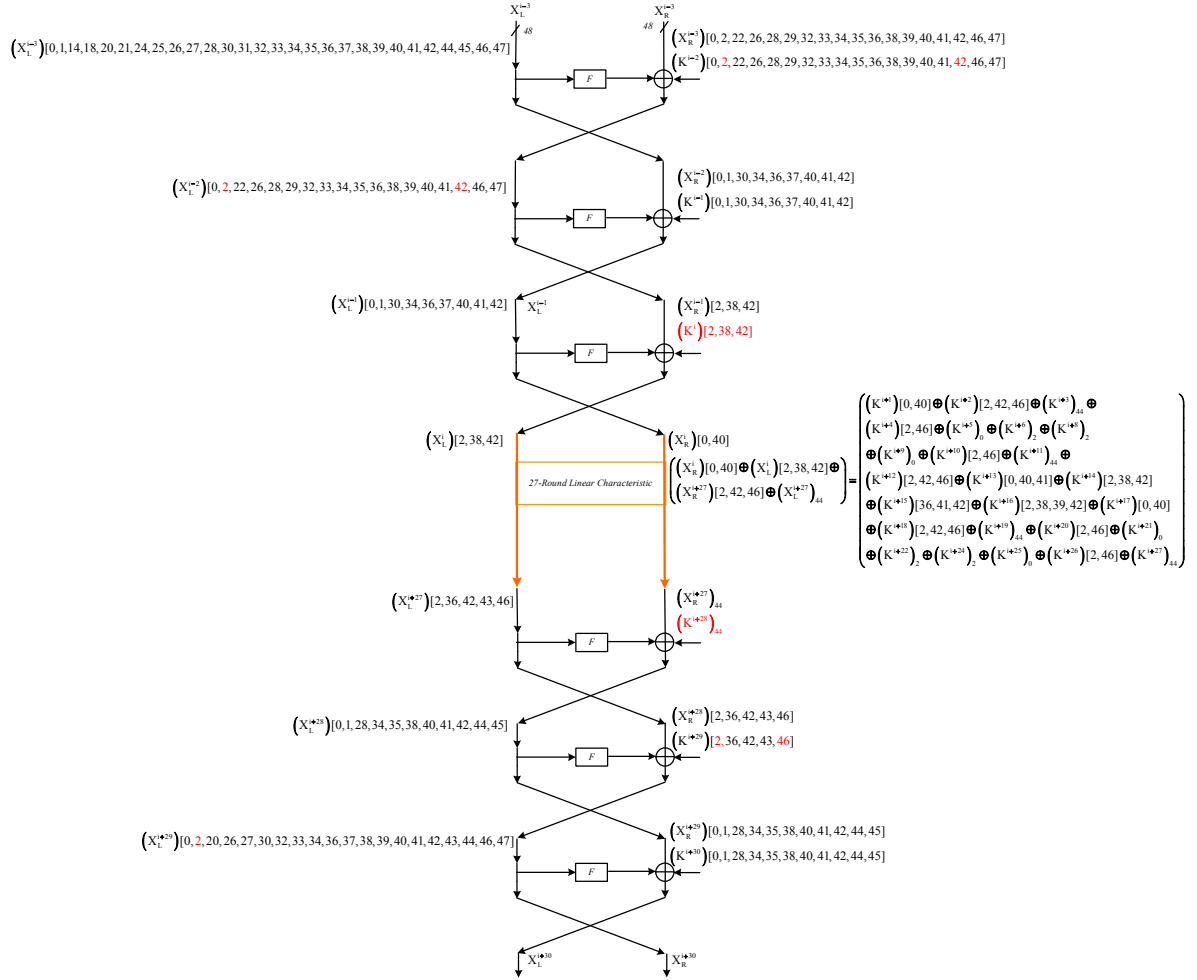 X_L^{i-3} X_R^{i-3}
48 48
(X_L^{i-3})[0,1,14,18,20,21,24,25,26,27,28,30,31,32,33,34,35,36,37,38,39,40,41,42,44,45,46,47]
(X_R^{i-3})[0,2,22,26,28,29,32,33,34,35,36,38,39,40,41,42,46,47]
(K^{i-2})[0,2,22,26,28,29,32,33,34,35,36,38,39,40,41,42,46,47]
F
(X_L^{i-2})[0,2,22,26,28,29,32,33,34,35,36,38,39,40,41,42,46,47]
(X_R^{i-2})[0,1,30,34,36,37,40,41,42]
(K^{i-1})[0,1,30,34,36,37,40,41,42]
F
(X_L^{i-1})[0,1,30,34,36,37,40,41,42] X_L^{i-1}
(X_R^{i-1})[2,38,42]
(K^i)[2,38,42]
F
(X_L^i)[2,38,42]
(X_R^i)[0,40]
27-Round Linear Characteristic
((X_R^i)[0,40]⊕(X_L^i)[2,38,42]⊕
(X_R^{i+27})[2,42,46]⊕(X_L^{i+27})_44) =
((K^{i+1})[0,40]⊕(K^{i+2})[2,42,46]⊕(K^{i+3})_44⊕
(K^{i+4})[2,46]⊕(K^{i+5})_0⊕(K^{i+6})_2⊕(K^{i+8})_2
⊕(K^{i+9})_0⊕(K^{i+10})[2,46]⊕(K^{i+11})_44⊕
(K^{i+12})[2,42,46]⊕(K^{i+13})[0,40,41]⊕(K^{i+14})[2,38,42]
⊕(K^{i+15})[36,41,42]⊕(K^{i+16})[2,38,39,42]⊕(K^{i+17})[0,40]
⊕(K^{i+18})[2,42,46]⊕(K^{i+19})_44⊕(K^{i+20})[2,46]⊕(K^{i+21})_0
⊕(K^{i+22})_2⊕(K^{i+24})_2⊕(K^{i+25})_0⊕(K^{i+26})[2,46]⊕(K^{i+27})_44)
(X_L^{i+27})[2,36,42,43,46]
(X_R^{i+27})_44
(K^{i+28})_44
F
(X_L^{i+28})[0,1,28,34,35,38,40,41,42,44,45]
(X_R^{i+28})[2,36,42,43,46]
(K^{i+29})[2,36,42,43,46]
F
(X_L^{i+29})[0,2,20,26,27,30,32,33,34,36,37,38,39,40,41,42,43,44,46,47]
(X_R^{i+29})[0,1,28,34,35,38,40,41,42,44,45]
(K^{i+30})[0,1,28,34,35,38,40,41,42,44,45]
F
X_L^{i+30} X_R^{i+30}